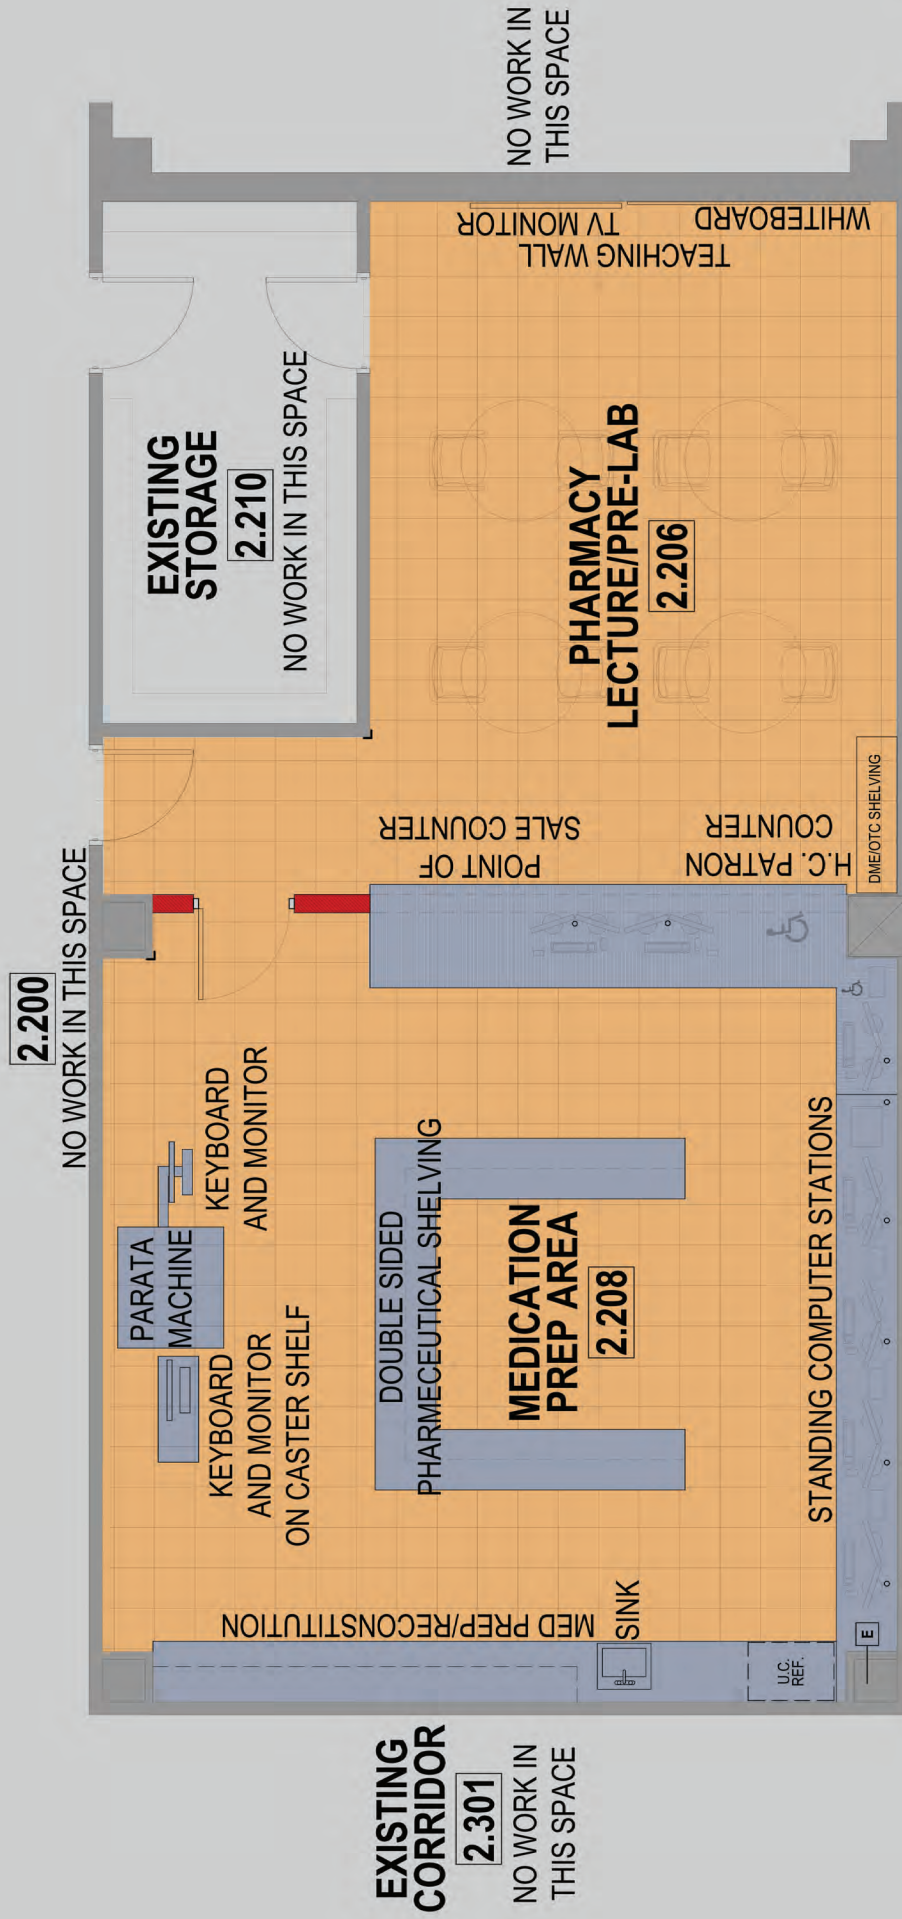 2.200
NO WORK IN THIS SPACE
EXISTING
STORAGE
2.210
NO WORK IN THIS SPACE
NO WORK IN
THIS SPACE
PARATA
MACHINE
KEYBOARD
AND MONITOR
KEYBOARD
AND MONITOR
ON CASTER SHELF
DOUBLE SIDED
PHARMECEUTICAL SHELVING
MEDICATION
PREP AREA
2.208
POINT OF
SALE COUNTER
H.C. PATRON
COUNTER
DME/OTC SHELVING
PHARMACY
LECTURE/PRE-LAB
2.206
TV MONITOR
WHITEBOARD
TEACHING WALL
MED PREP/RECONSTITUTION
SINK
U.C.
REF.
E
STANDING COMPUTER STATIONS
EXISTING
CORRIDOR
2.301
NO WORK IN
THIS SPACE